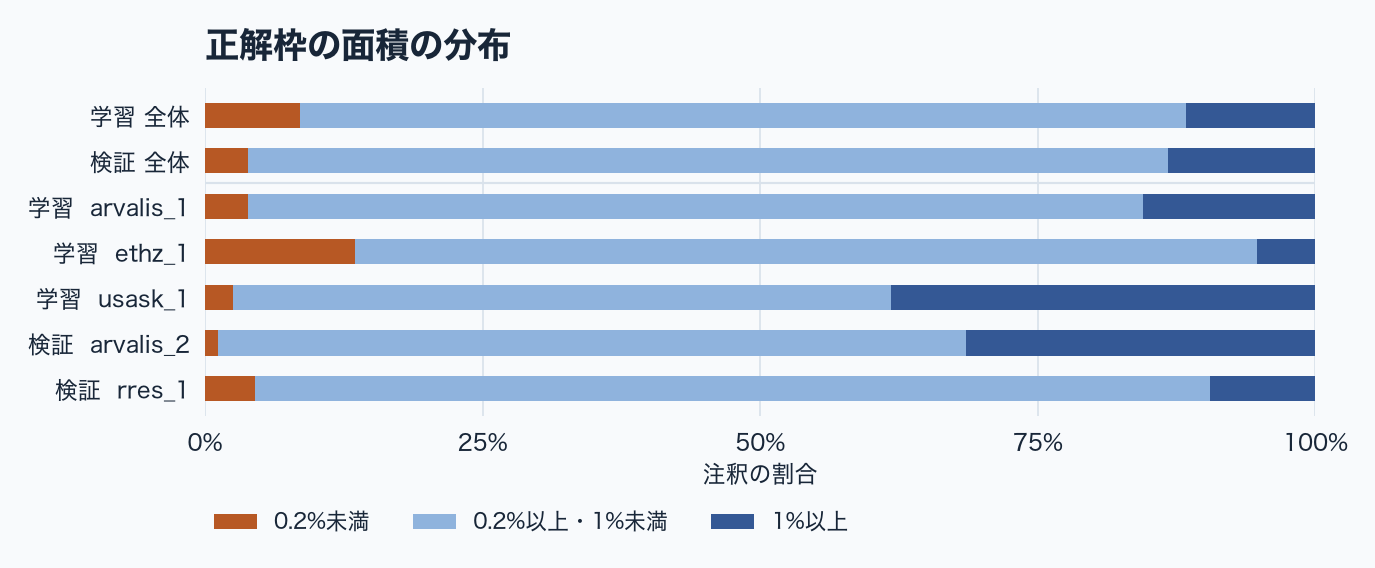 正解枠の面積の分布
学習 全体
検証 全体
学習 arvalis_1
学習 ethz_1
学習 usask_1
検証 arvalis_2
検証 rres_1
0% 25% 50% 75% 100%
注釈の割合
0.2%未満 0.2%以上・1%未満 1%以上